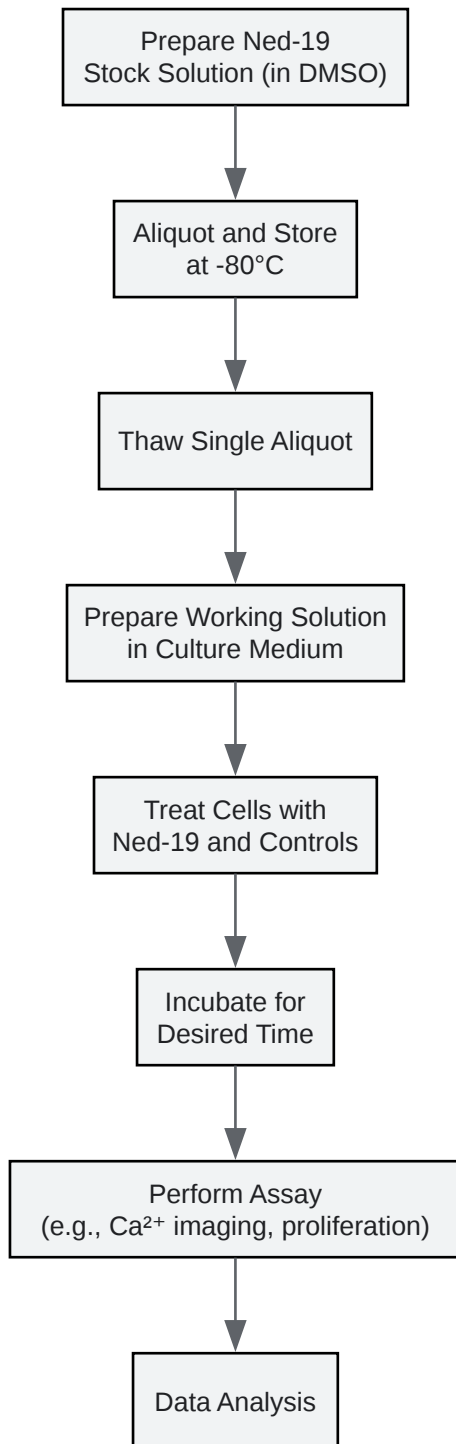 Prepare Ned-19
Stock Solution (in DMSO)
Aliquot and Store
at -80°C
Thaw Single Aliquot
Prepare Working Solution
in Culture Medium
Treat Cells with
Ned-19 and Controls
Incubate for
Desired Time
Perform Assay
(e.g., Ca²⁺ imaging, proliferation)
Data Analysis